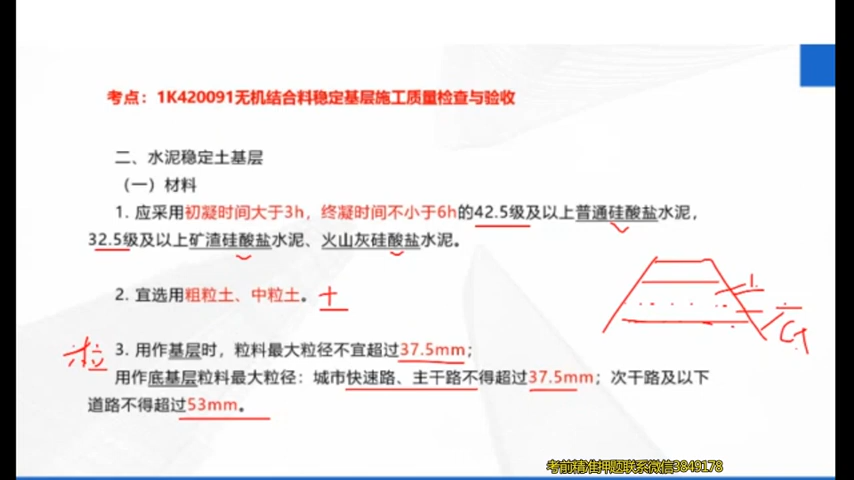 考点：1K420091无机结合料稳定基层施工质量检查与验收
二、水泥稳定土基层
（一）材料
1. 应采用初凝时间大于3h，终凝时间不小于6h的42.5级及以上普通硅酸盐水泥，
32.5级及以上矿渣硅酸盐水泥、火山灰硅酸盐水泥。
2. 宜选用粗粒土、中粒土。土
粒 3. 用作基层时，粒料最大粒径不宜超过37.5mm；
用作底基层粒料最大粒径：城市快速路、主干路不得超过37.5mm；次干路及以下
道路不得超过53mm。
考前精准押题联系微信3849178